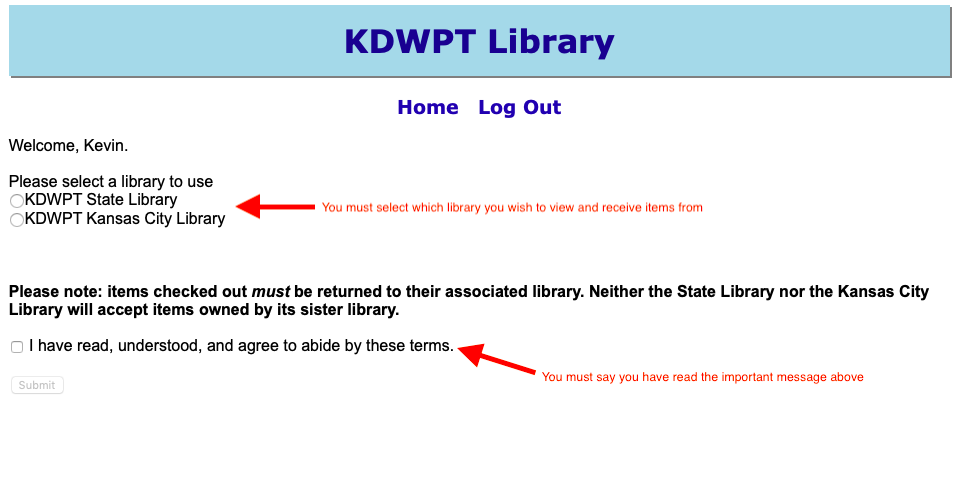 KDWPT Library
Home Log Out
Welcome, Kevin.
Please select a library to use
KDWPT State Library
KDWPT Kansas City Library
You must select which library you wish to view and receive items from
Please note: items checked out must be returned to their associated library. Neither the State Library nor the Kansas City
Library will accept items owned by its sister library.
I have read, understood, and agree to abide by these terms.
You must say you have read the important message above
Submit